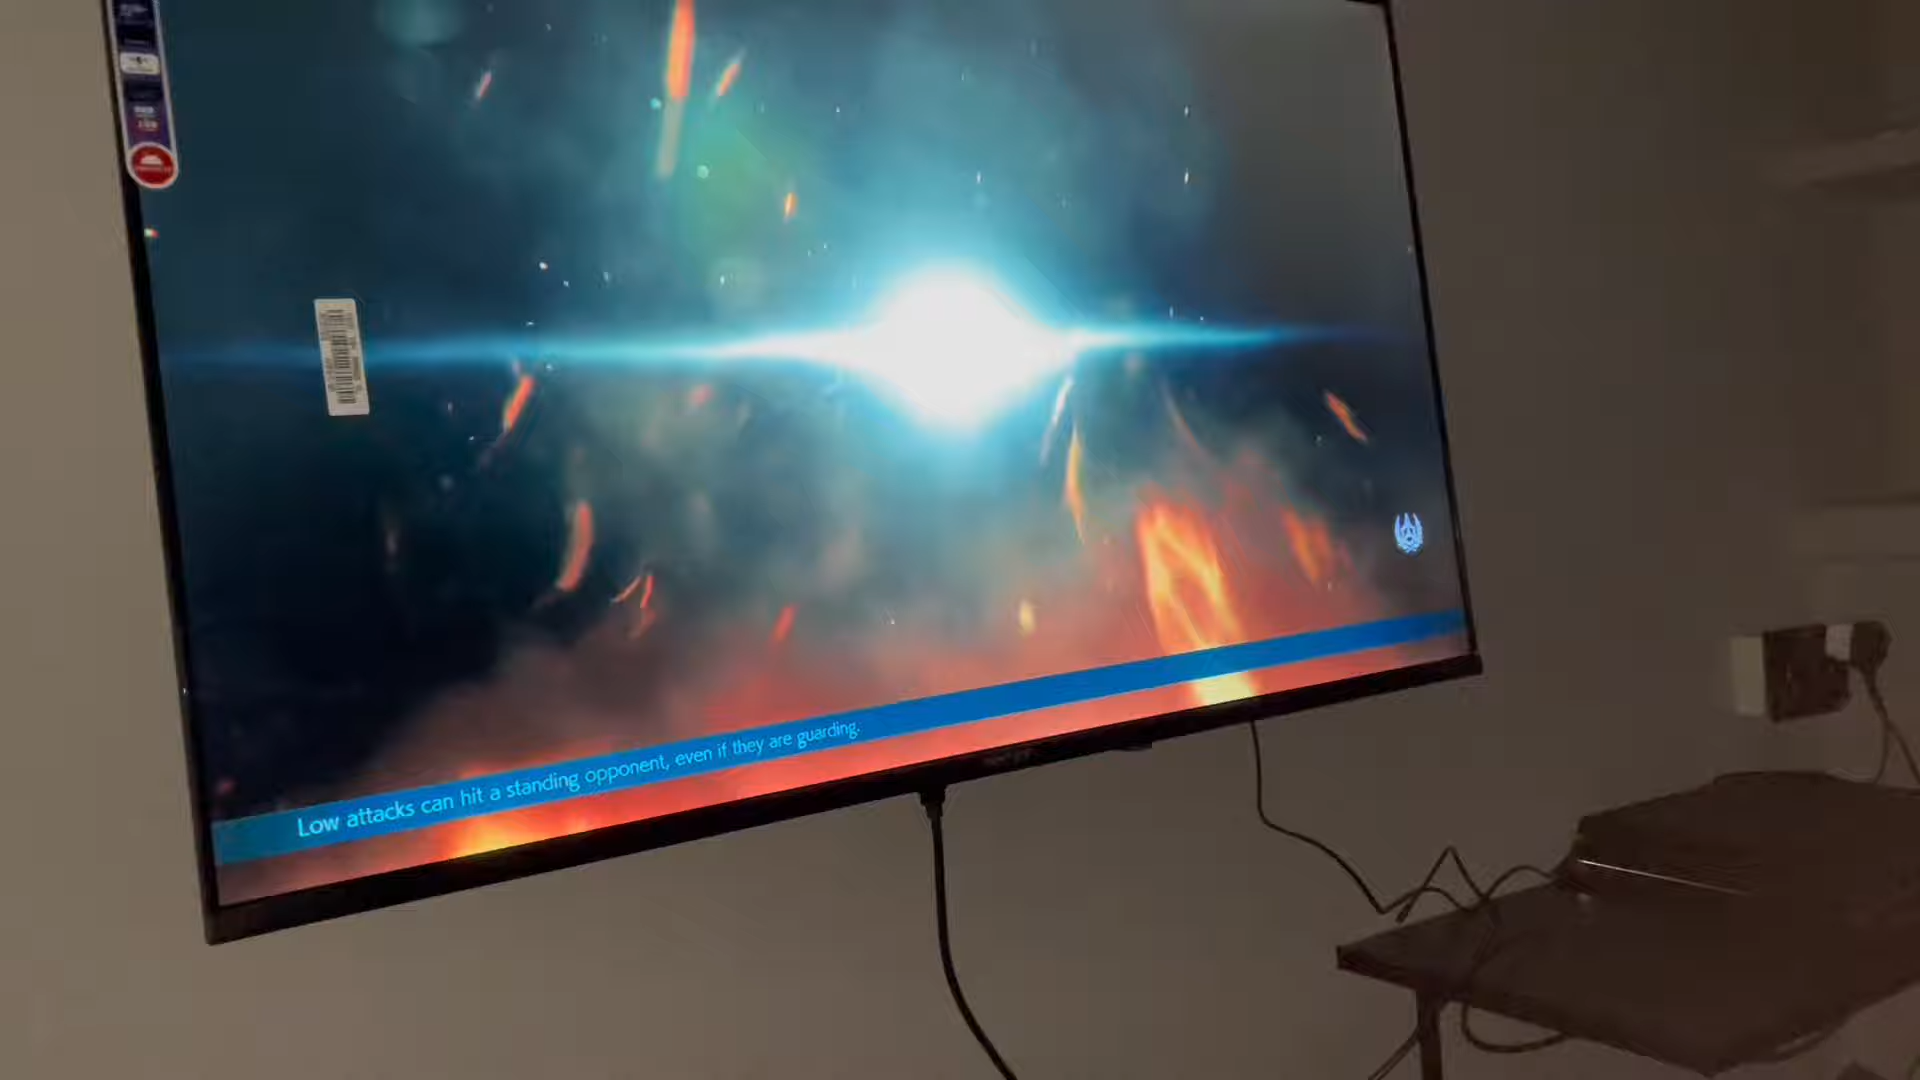 Low attacks can hit a standing opponent, even if they are guarding.